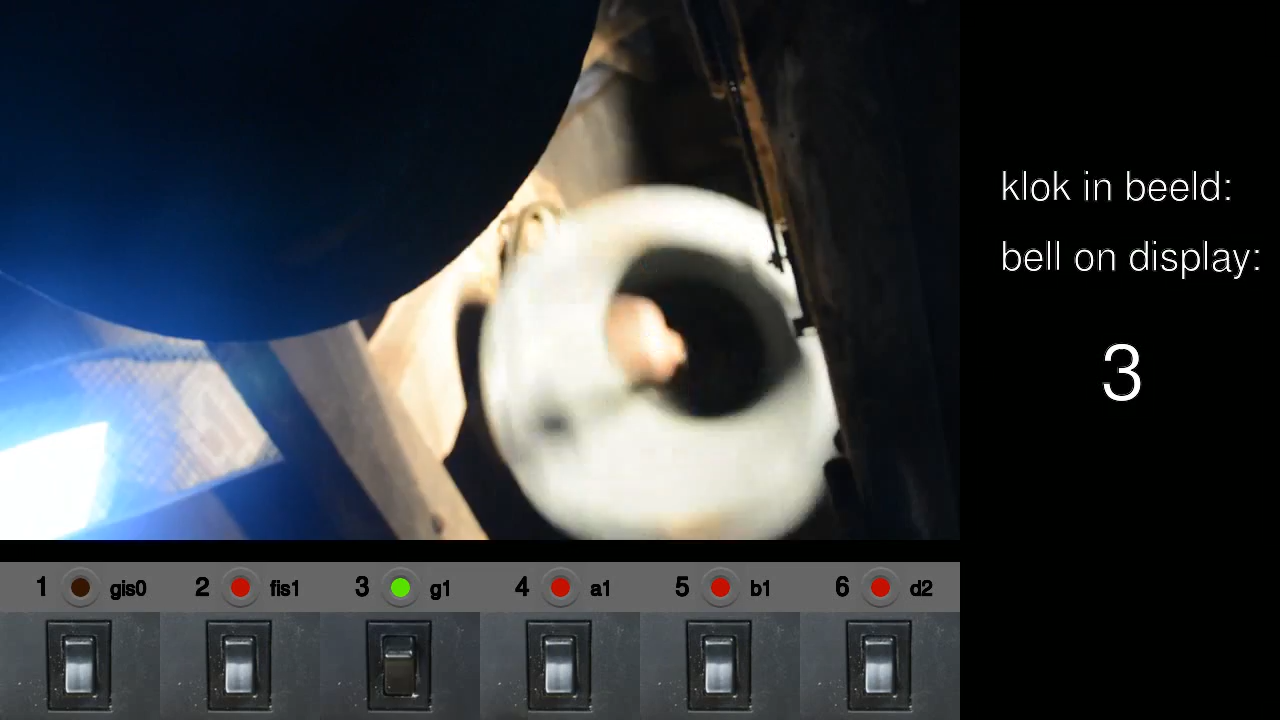 klok in beeld:
bell on display:
3
1 gis0 2 fis1 3 g1 4 a1 5 b1 6 d2